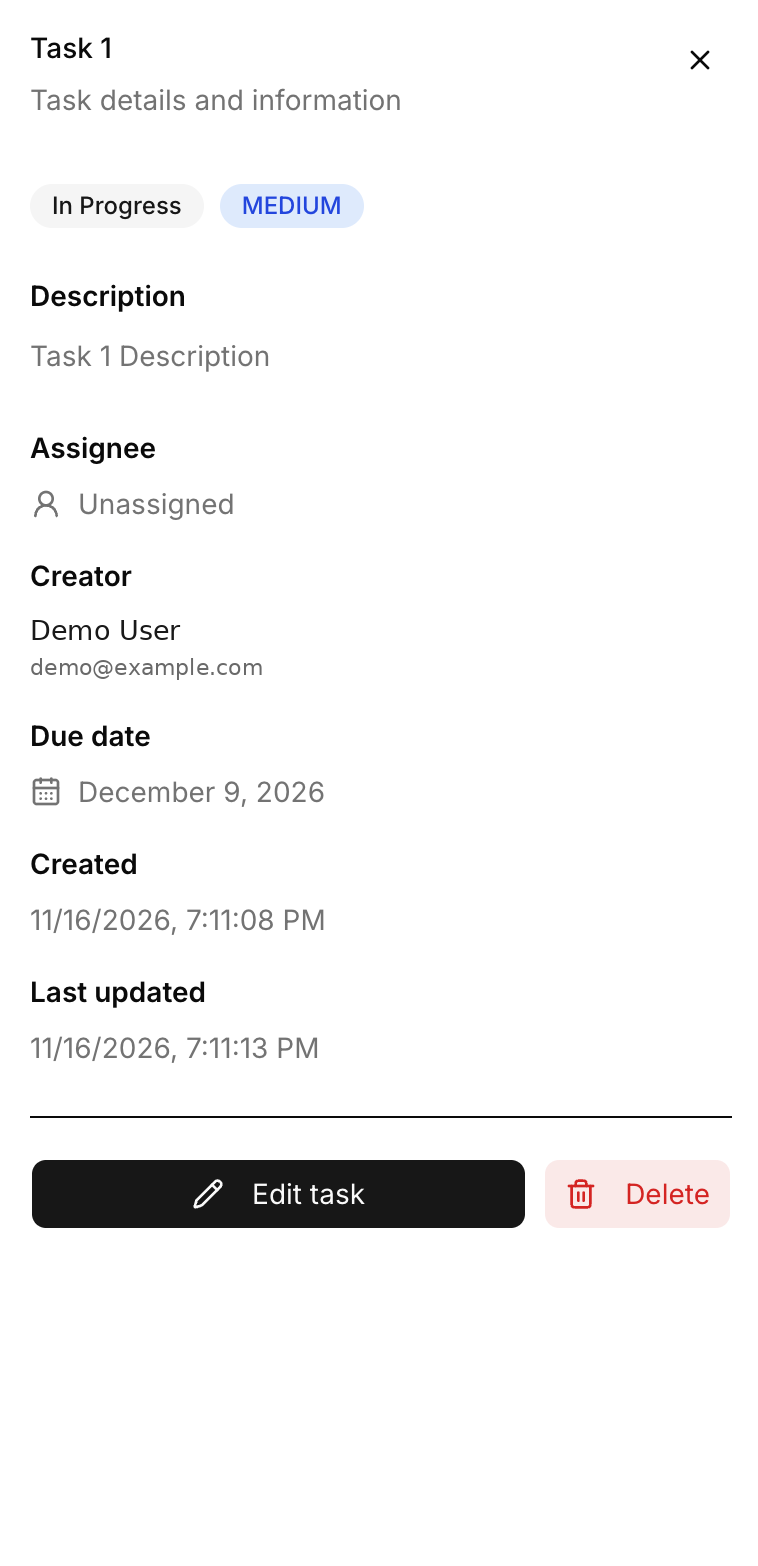 Task 1
Task details and information
In Progress MEDIUM
Description
Task 1 Description
Assignee
Unassigned
Creator
Demo User
demo@example.com
Due date
December 9, 2026
Created
11/16/2026, 7:11:08 PM
Last updated
11/16/2026, 7:11:13 PM
Edit task Delete